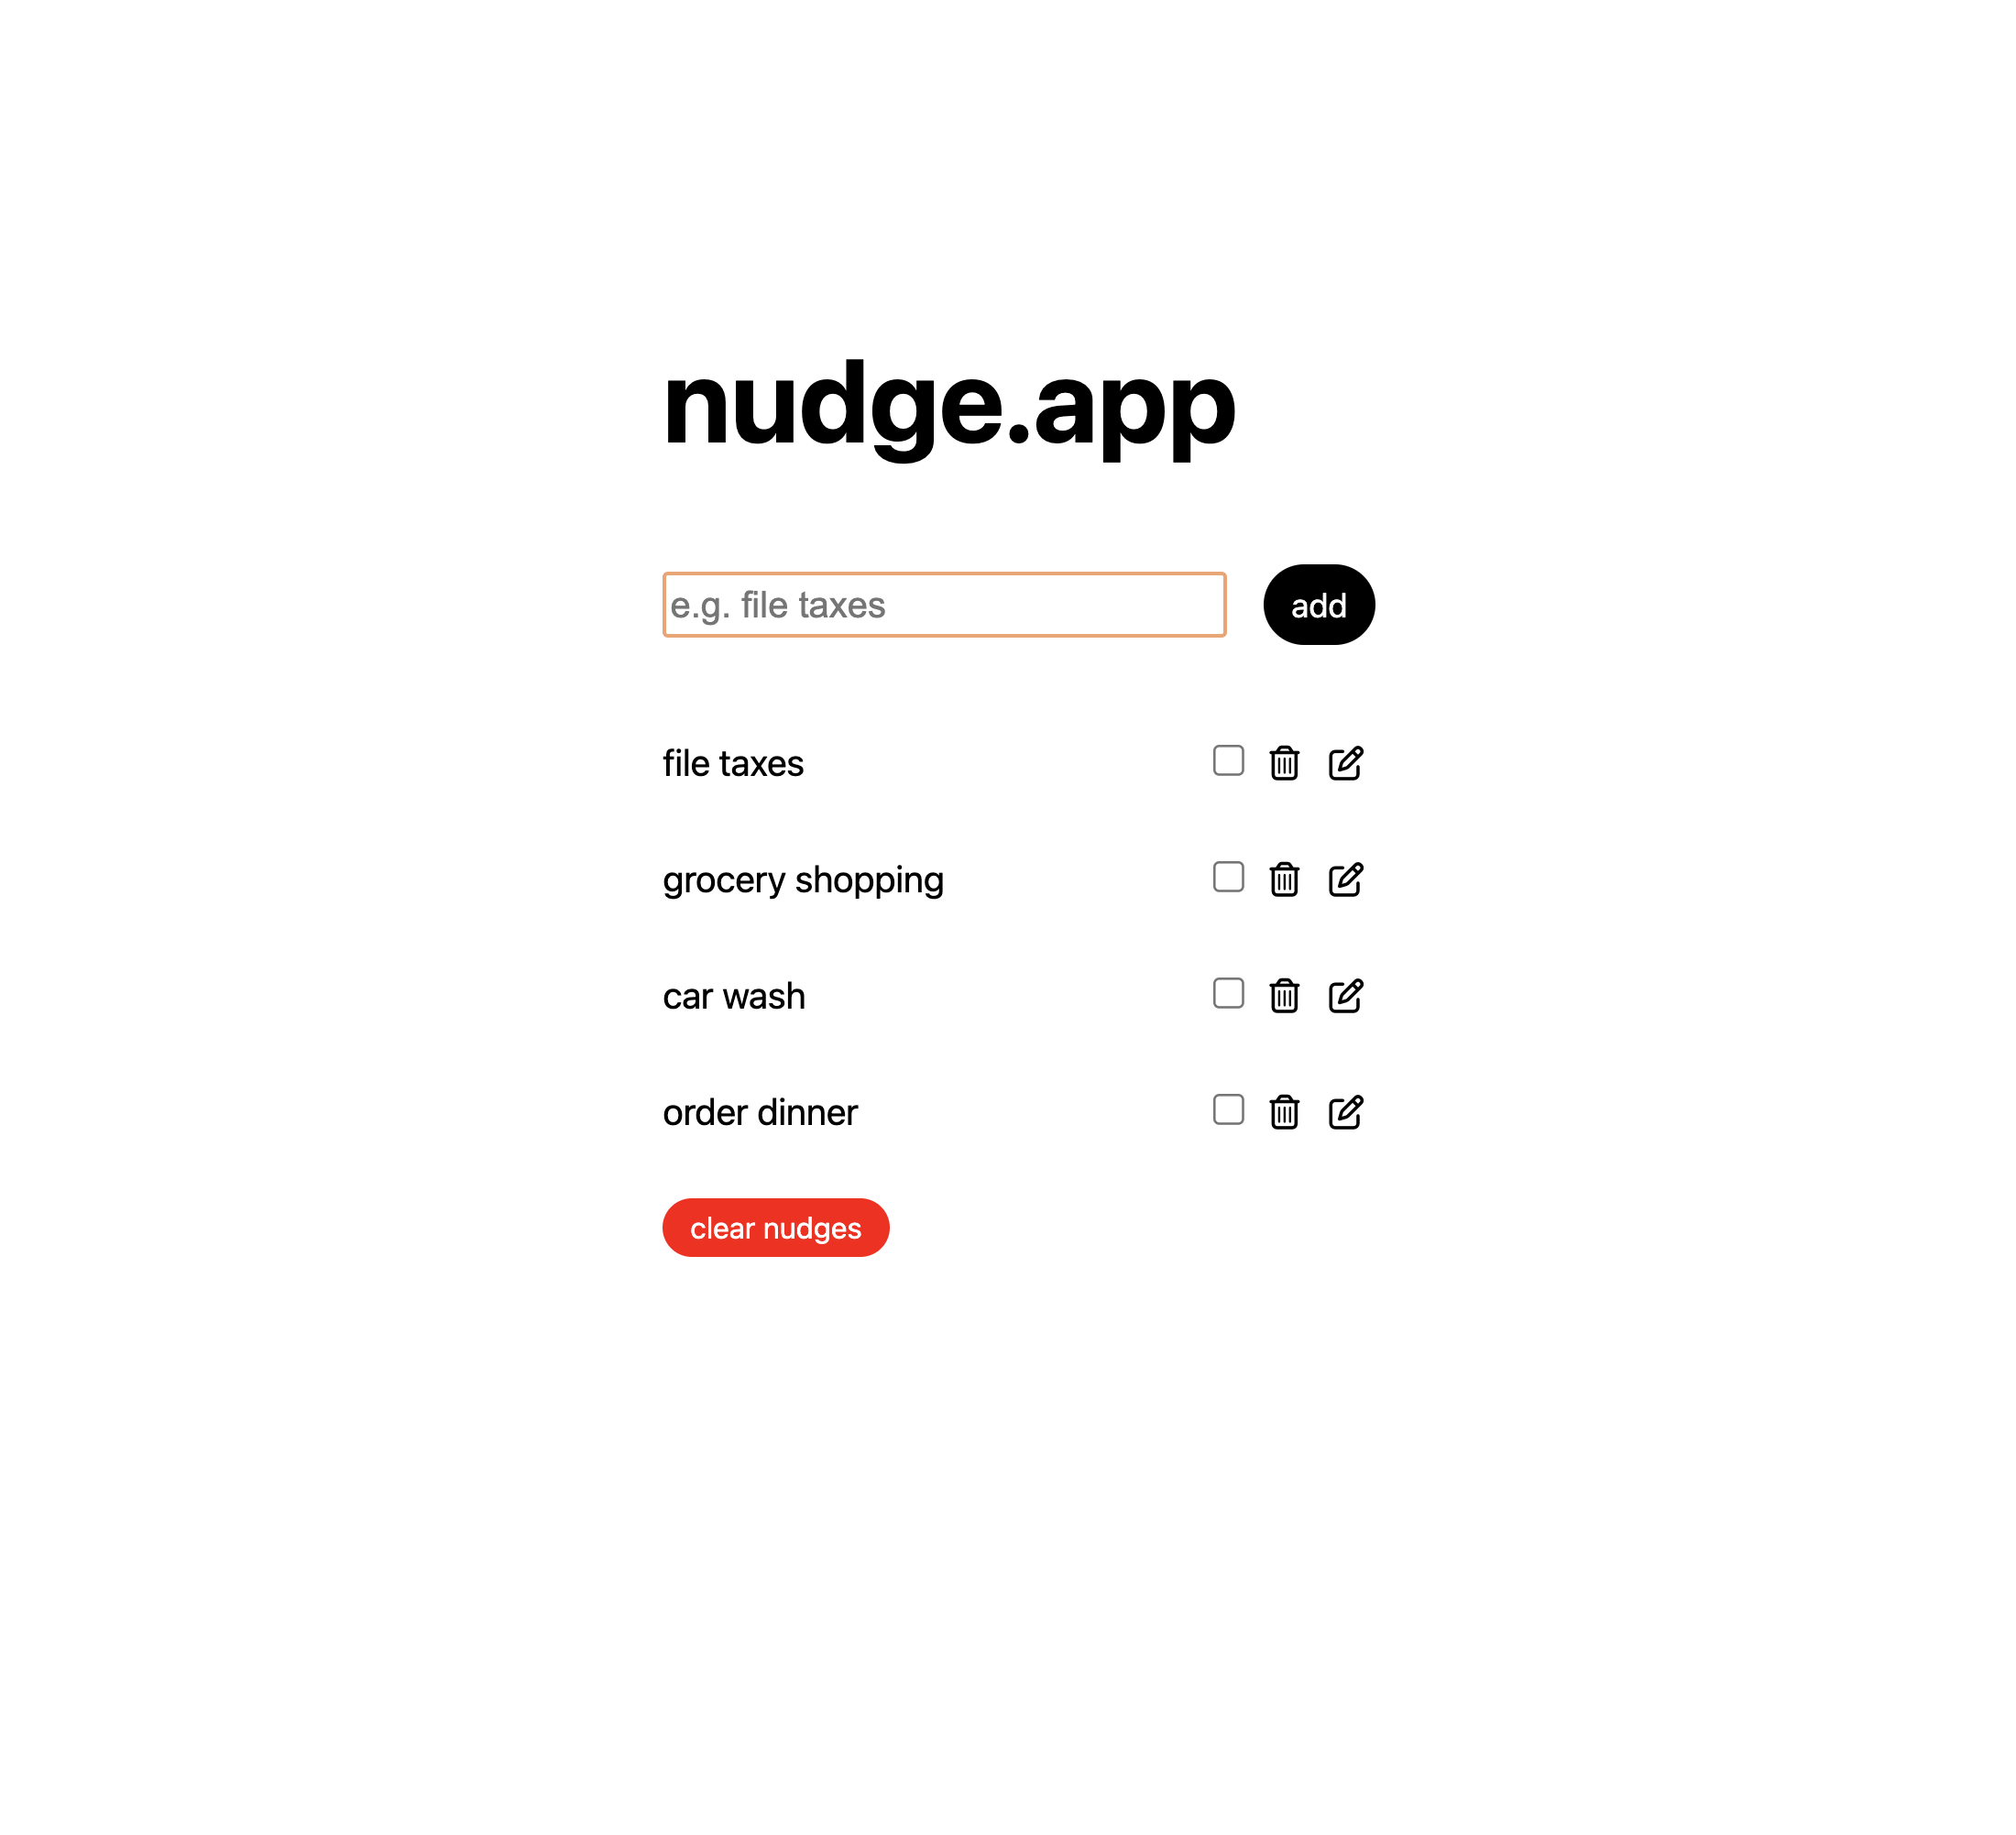 nudge.app
e.g. file taxes
add
file taxes
grocery shopping
car wash
order dinner
clear nudges